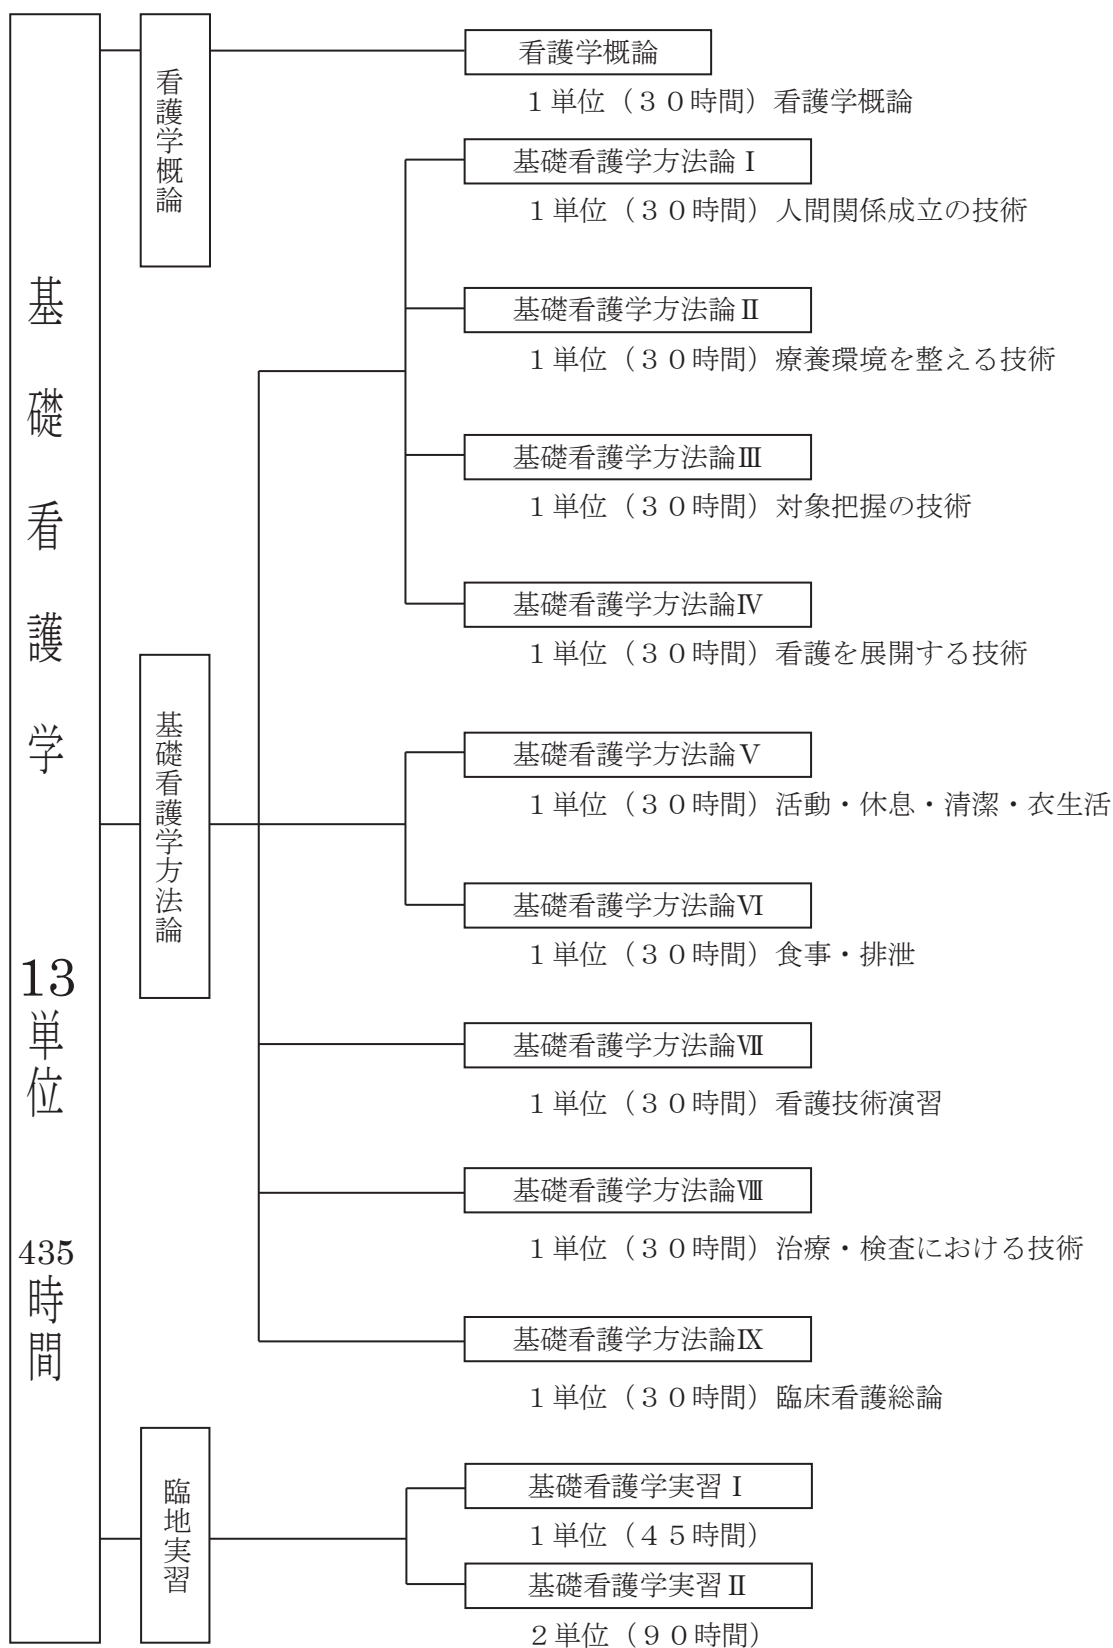 基礎看護学 13単位 435時間
看護学概論
看護学概論
1単位(30時間)看護学概論
基礎看護学方法論
基礎看護学方法論Ⅰ
1単位(30時間)人間関係成立の技術
基礎看護学方法論Ⅱ
1単位(30時間)療養環境を整える技術
基礎看護学方法論Ⅲ
1単位(30時間)対象把握の技術
基礎看護学方法論Ⅳ
1単位(30時間)看護を展開する技術
基礎看護学方法論Ⅴ
1単位(30時間)活動・休息・清潔・衣生活
基礎看護学方法論Ⅵ
1単位(30時間)食事・排泄
基礎看護学方法論Ⅶ
1単位(30時間)看護技術演習
基礎看護学方法論Ⅷ
1単位(30時間)治療・検査における技術
基礎看護学方法論Ⅸ
1単位(30時間)臨床看護総論
臨地実習
基礎看護学実習Ⅰ
1単位(45時間)
基礎看護学実習Ⅱ
2単位(90時間)